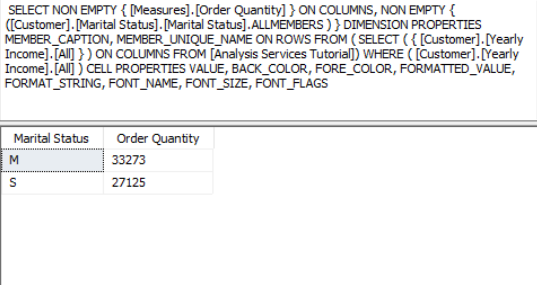 SELECT NON EMPTY { [Measures].[Order Quantity] } ON COLUMNS, NON EMPTY {
([Customer].[Marital Status].[Marital Status].ALLMEMBERS ) } DIMENSION PROPERTIES
MEMBER_CAPTION, MEMBER_UNIQUE_NAME ON ROWS FROM ( SELECT ( { [Customer].[Yearly
Income].[All] } ) ON COLUMNS FROM [Analysis Services Tutorial]) WHERE ( [Customer].[Yearly
Income].[All] ) CELL PROPERTIES VALUE, BACK_COLOR, FORE_COLOR, FORMATTED_VALUE,
FORMAT_STRING, FONT_NAME, FONT_SIZE, FONT_FLAGS
Marital Status Order Quantity
M 33273
S 27125